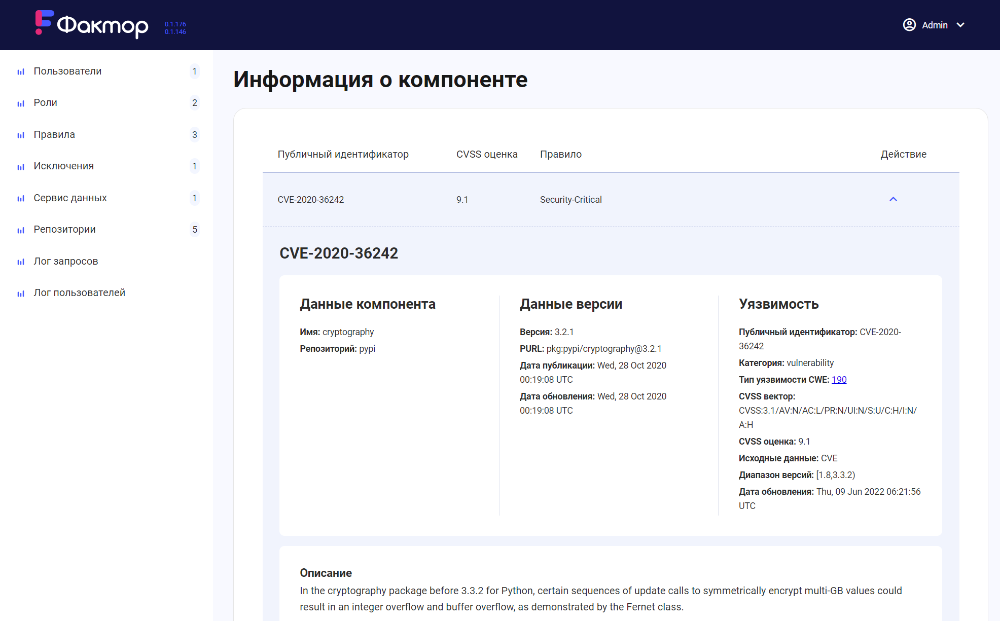 Фактор
0.1.176
0.1.146
Admin
Пользователи 1
Роли 2
Правила 3
Исключения 1
Сервис данных 1
Репозитории 5
Лог запросов
Лог пользователей
Информация о компоненте
Публичный идентификатор CVSS оценка Правило Действие
CVE-2020-36242 9.1 Security-Critical
CVE-2020-36242
Данные компонента
Имя: cryptography
Репозиторий: pypi
Данные версии
Версия: 3.2.1
PURL: pkg:pypi/cryptography@3.2.1
Дата публикации: Wed, 28 Oct 2020
00:19:08 UTC
Дата обновления: Wed, 28 Oct 2020
00:19:08 UTC
Уязвимость
Публичный идентификатор: CVE-2020-
36242
Категория: vulnerability
Тип уязвимости CWE: 190
CVSS вектор:
CVSS:3.1/AV:N/AC:L/PR:N/UI:N/S:U/C:H/I:N/
A:H
CVSS оценка: 9.1
Исходные данные: CVE
Диапазон версий: [1.8,3.3.2)
Дата обновления: Thu, 09 Jun 2022 06:21:56
UTC
Описание
In the cryptography package before 3.3.2 for Python, certain sequences of update calls to symmetrically encrypt multi-GB values could
result in an integer overflow and buffer overflow, as demonstrated by the Fernet class.